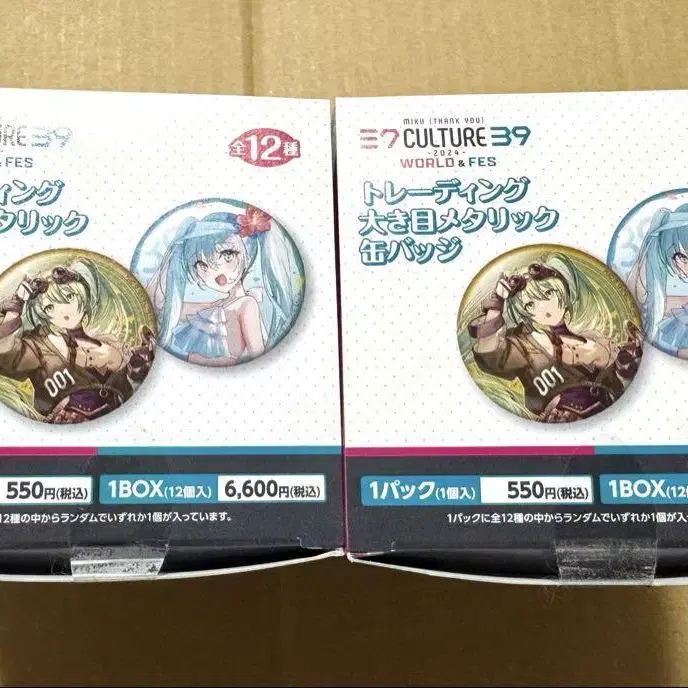 TURE 39
& FES
全12種
ィング
タリック
001
550円(税込)
1BOX(12個入)
6,600円(税込)
12種の中からランダムでいずれか1個が入っています。
MIKU (THANK YOU)
ミク CULTURE 39
-2024-
WORLD & FES
トレーディング
大き目メタリック
缶バッジ
001
1パック(1個入)
550円(税込)
1BOX(12
1パックに全12種の中からランダムでいずれか1個が入っ